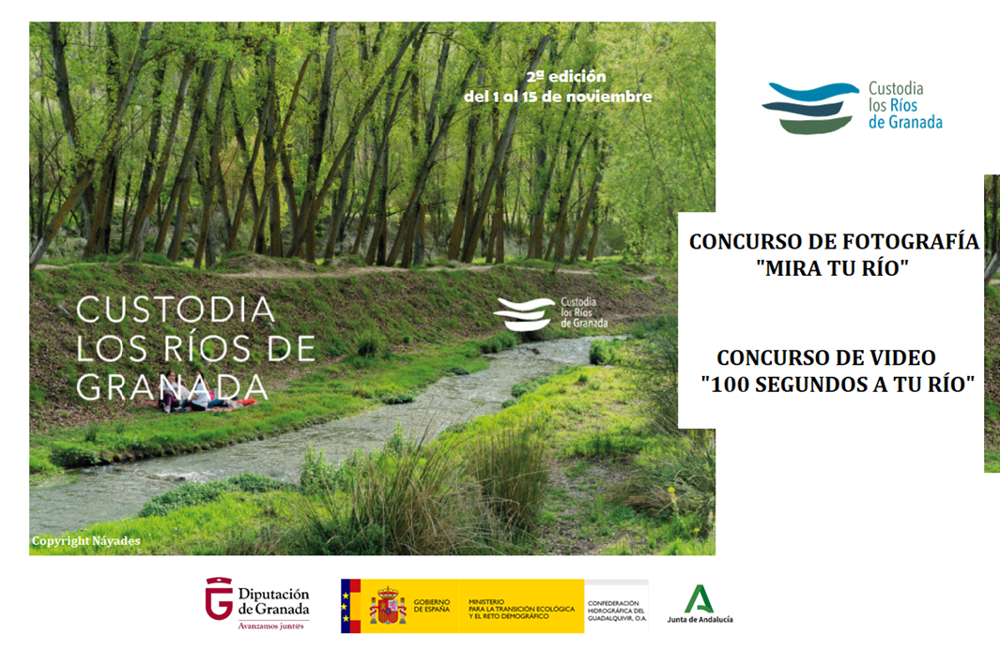 2ª edición
del 1 al 15 de noviembre
Custodia
los Ríos
de Granada
CONCURSO DE FOTOGRAFÍA
"MIRA TU RÍO"
CUSTODIA
LOS RÍOS DE
GRANADA
Custodia
los Ríos
de Granada
CONCURSO DE VIDEO
"100 SEGUNDOS A TU RÍO"
Copyright Náyades
Diputación
de Granada
Avanzamos junt@s
GOBIERNO
DE ESPAÑA
MINISTERIO
PARA LA TRANSICIÓN ECOLÓGICA
Y EL RETO DEMOGRÁFICO
CONFEDERACIÓN
HIDROGRÁFICA DEL
GUADALQUIVIR, O.A.
Junta de Andalucía